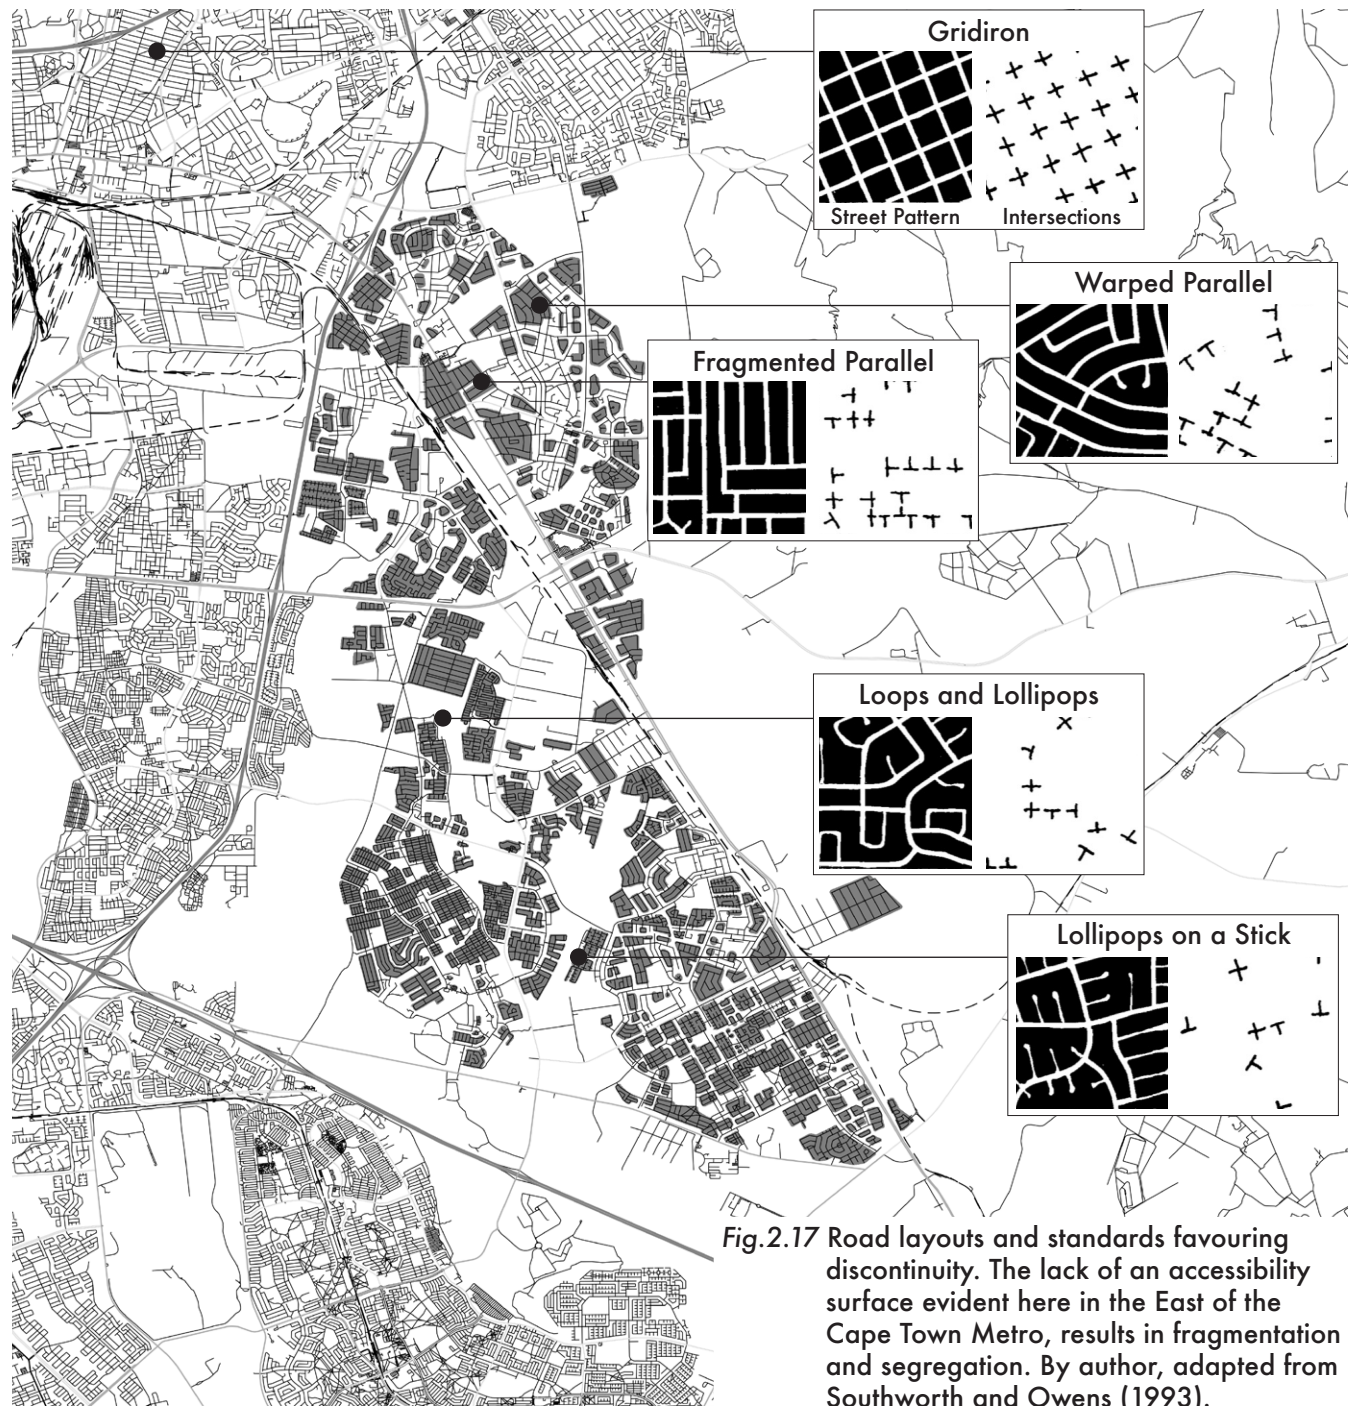 Gridiron
Street Pattern
Intersections
Warped Parallel
Fragmented Parallel
Loops and Lollipops
Lollipops on a Stick
Fig.2.17 Road layouts and standards favouring
discontinuity. The lack of an accessibility
surface evident here in the East of the
Cape Town Metro, results in fragmentation
and segregation. By author, adapted from
Southworth and Owens (1993).